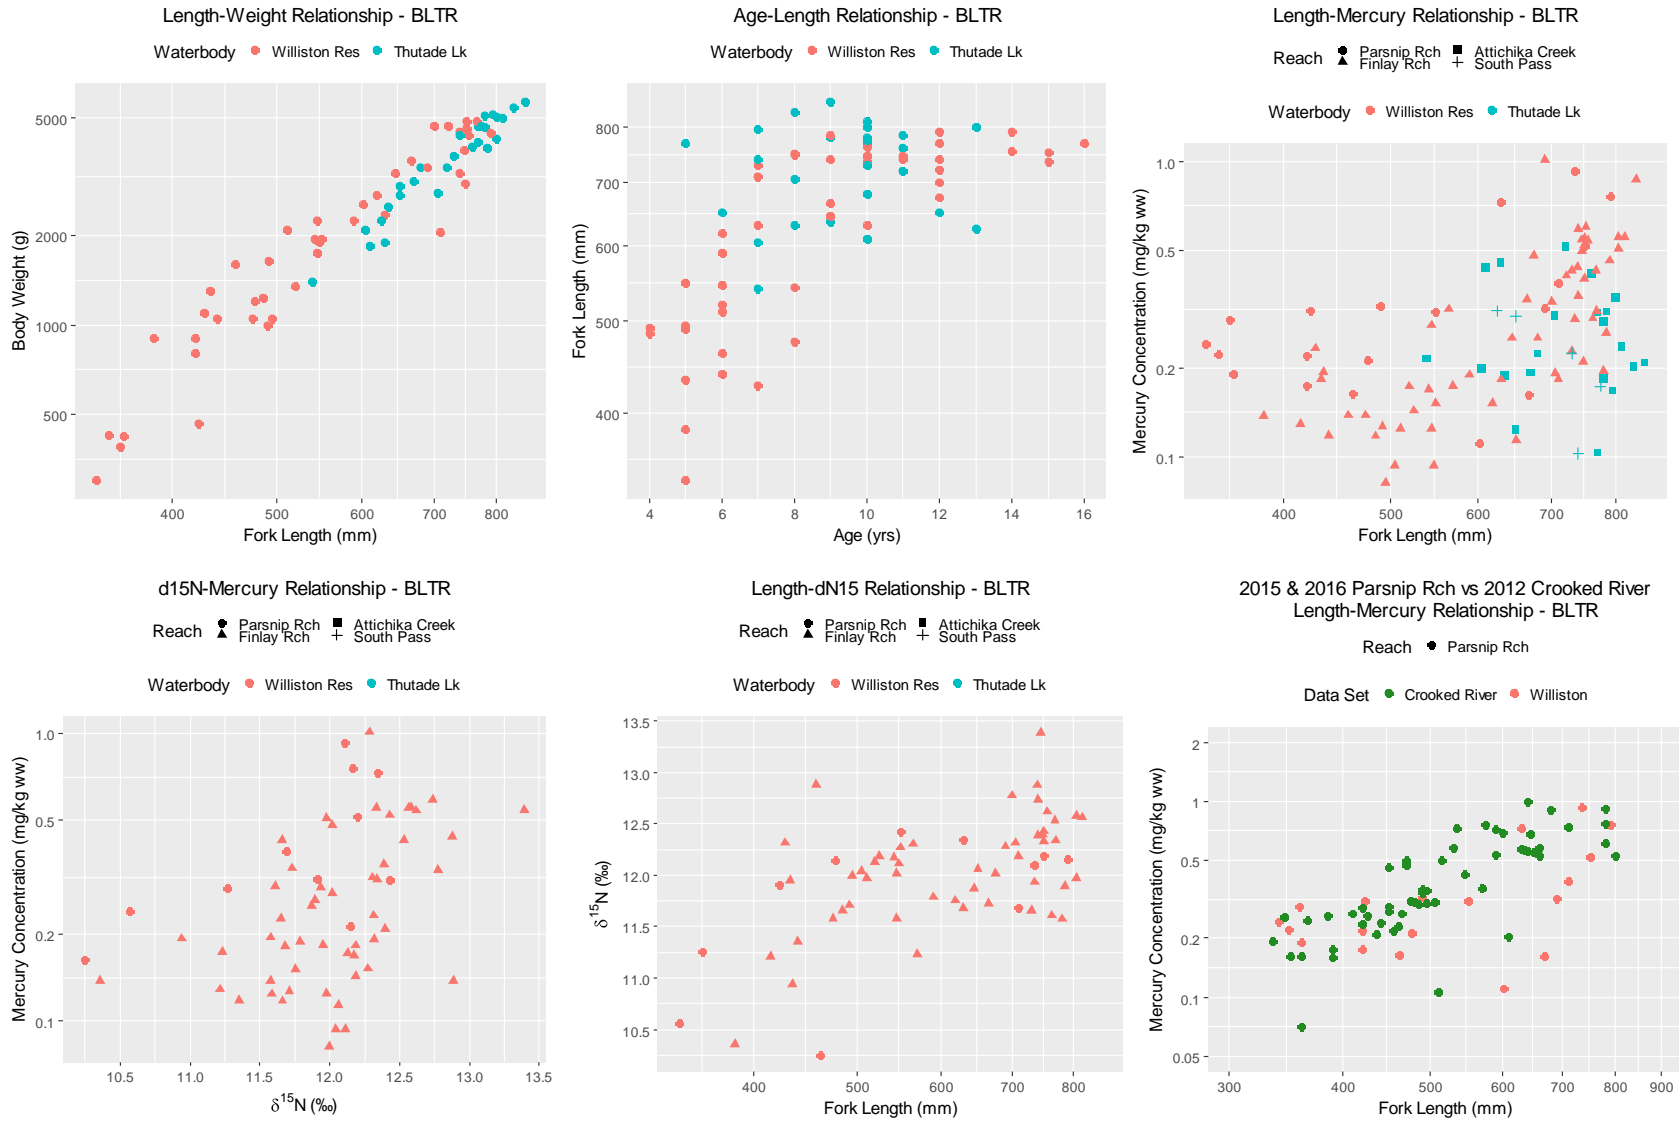 Length-Weight Relationship - BLTR
Waterbody Williston Res Thutade Lk
5000
2000
1000
500
Body Weight (g)
400 500 600 700 800
Fork Length (mm)
Age-Length Relationship - BLTR
Waterbody Williston Res Thutade Lk
800
700
600
500
400
Fork Length (mm)
4 6 8 10 12 14 16
Age (yrs)
Length-Mercury Relationship - BLTR
Reach Parsnip Rch Attichika Creek
Finlay Rch South Pass
Waterbody Williston Res Thutade Lk
1.0
0.5
0.2
0.1
Mercury Concentration (mg/kg ww)
400 500 600 700 800
Fork Length (mm)
d15N-Mercury Relationship - BLTR
Reach Parsnip Rch Attichika Creek
Finlay Rch South Pass
Waterbody Williston Res Thutade Lk
1.0
0.5
0.2
0.1
Mercury Concentration (mg/kg ww)
10.5 11.0 11.5 12.0 12.5 13.0 13.5
δ15N (‰)
Length-dN15 Relationship - BLTR
Reach Parsnip Rch Attichika Creek
Finlay Rch South Pass
Waterbody Williston Res Thutade Lk
13.5
13.0
12.5
12.0
11.5
11.0
10.5
δ15N (‰)
400 500 600 700 800
Fork Length (mm)
2015 & 2016 Parsnip Rch vs 2012 Crooked River
Length-Mercury Relationship - BLTR
Reach Parsnip Rch
Data Set Crooked River Williston
2
1
0.5
0.2
0.1
0.05
Mercury Concentration (mg/kg ww)
300 400 500 600 700 800 900
Fork Length (mm)